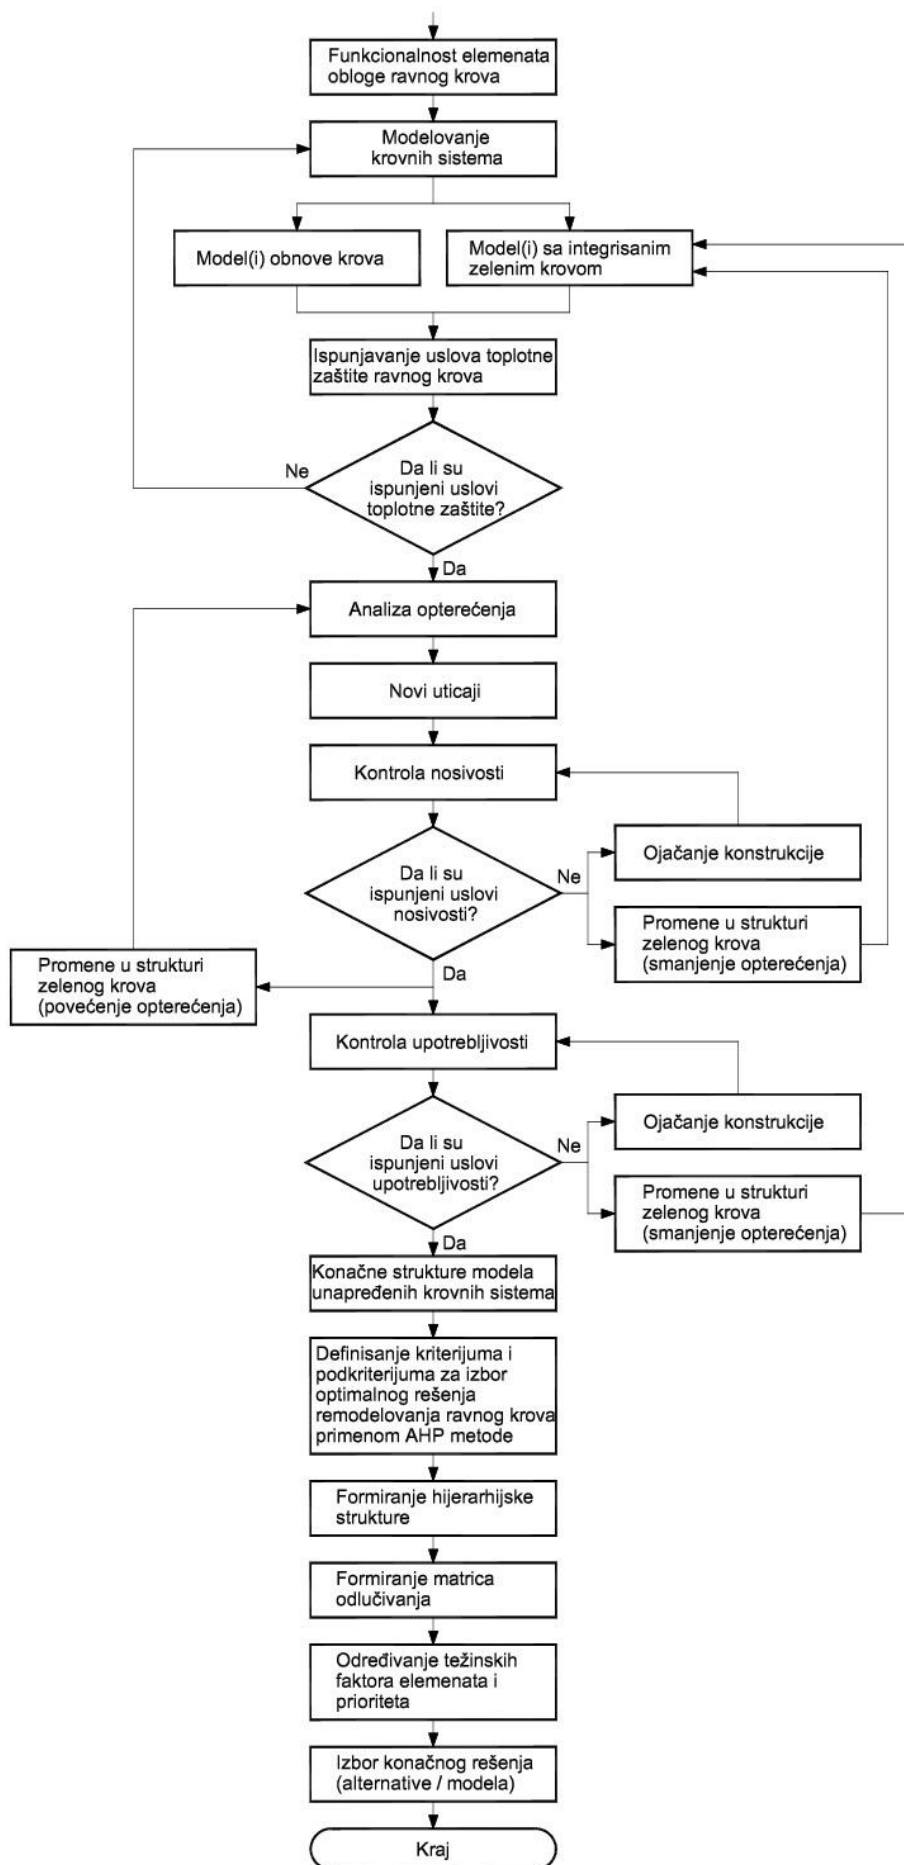 Funkcionalnost elemenata
obloge ravnog krova
Modelovanje
krovnih sistema
Model(i) obnove krova
Model(i) sa integrisanim
zelenim krovom
Ispunjavanje uslova toplotne
zaštite ravnog krova
Ne
Da li su
ispunjeni uslovi
toplotne zaštite?
Da
Analiza opterećenja
Novi uticaji
Kontrola nosivosti
Da li su
ispunjeni uslovi
nosivosti?
Ne
Ojačanje konstrukcije
Promene u strukturi
zelenog krova
(smanjenje opterećenja)
Da
Promene u strukturi
zelenog krova
(povećenje opterećenja)
Kontrola upotrebljivosti
Da li su
ispunjeni uslovi
upotrebljivosti?
Ne
Ojačanje konstrukcije
Promene u strukturi
zelenog krova
(smanjenje opterećenja)
Da
Konačne strukture modela
unapređenih krovnih sistema
Definisanje kriterijuma i
podkriterijuma za izbor
optimalnog rešenja
remodelovanja ravnog krova
primenom AHP metode
Formiranje hijerarhijske
strukture
Formiranje matrica
odlučivanja
Određivanje težinskih
faktora elemenata i
prioriteta
Izbor konačnog rešenja
(alternative / modela)
Kraj